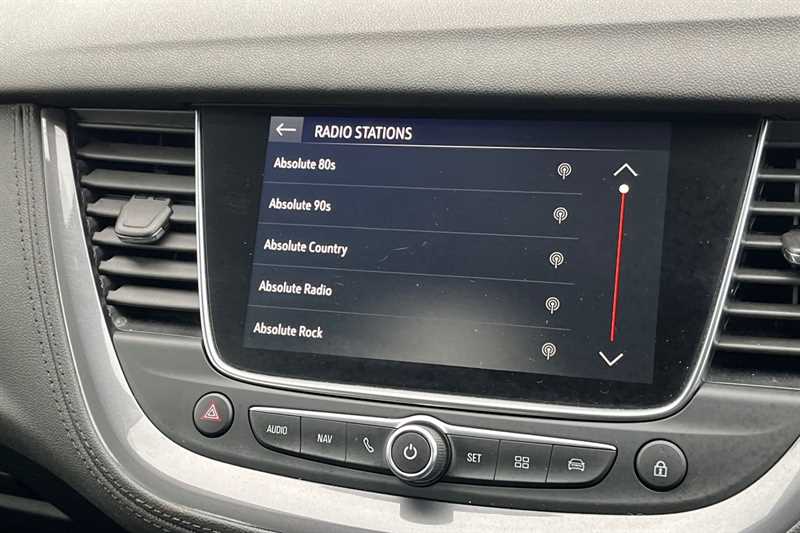 RADIO STATIONS
Absolute 80s
Absolute 90s
Absolute Country
Absolute Radio
Absolute Rock
AUDIO
NAV
SET